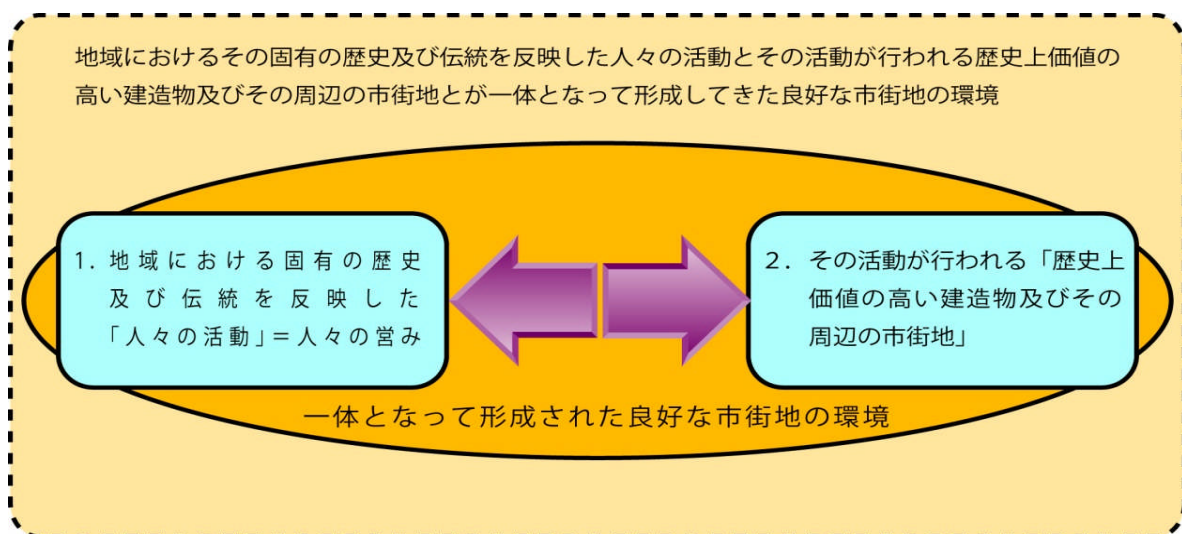 地域におけるその固有の歴史及び伝統を反映した人々の活動とその活動が行われる歴史上価値の
高い建造物及びその周辺の市街地とが一体となって形成してきた良好な市街地の環境
1. 地域における固有の歴史
及び伝統を反映した
「人々の活動」＝人々の営み
2. その活動が行われる「歴史上
価値の高い建造物及びその
周辺の市街地」
一体となって形成された良好な市街地の環境